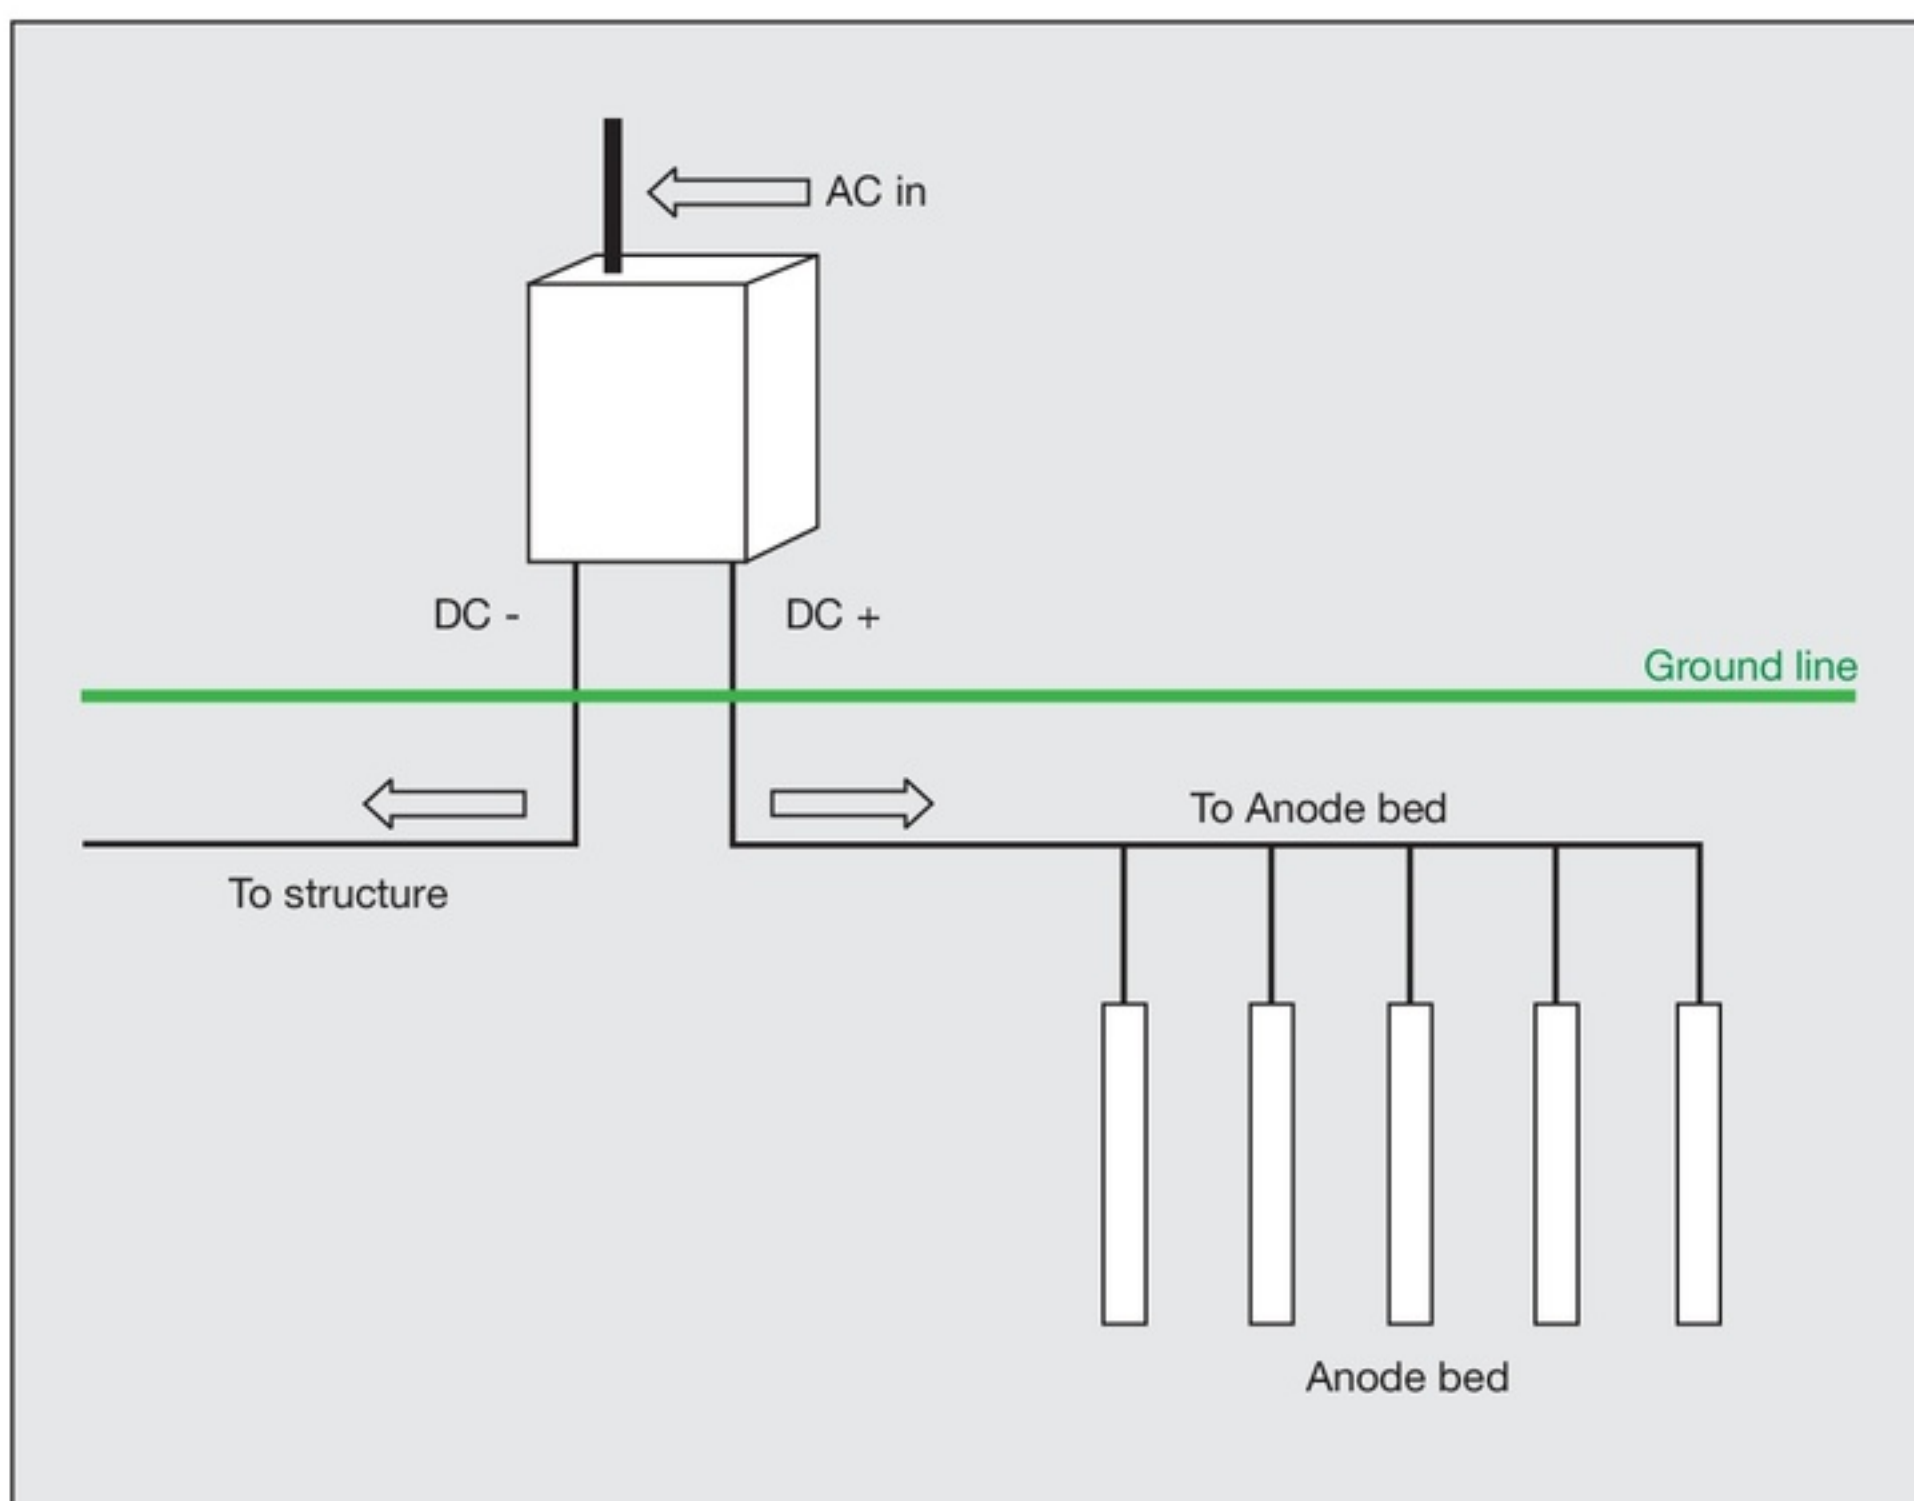 AC in
DC -
DC +
Ground line
To Anode bed
To structure
Anode bed